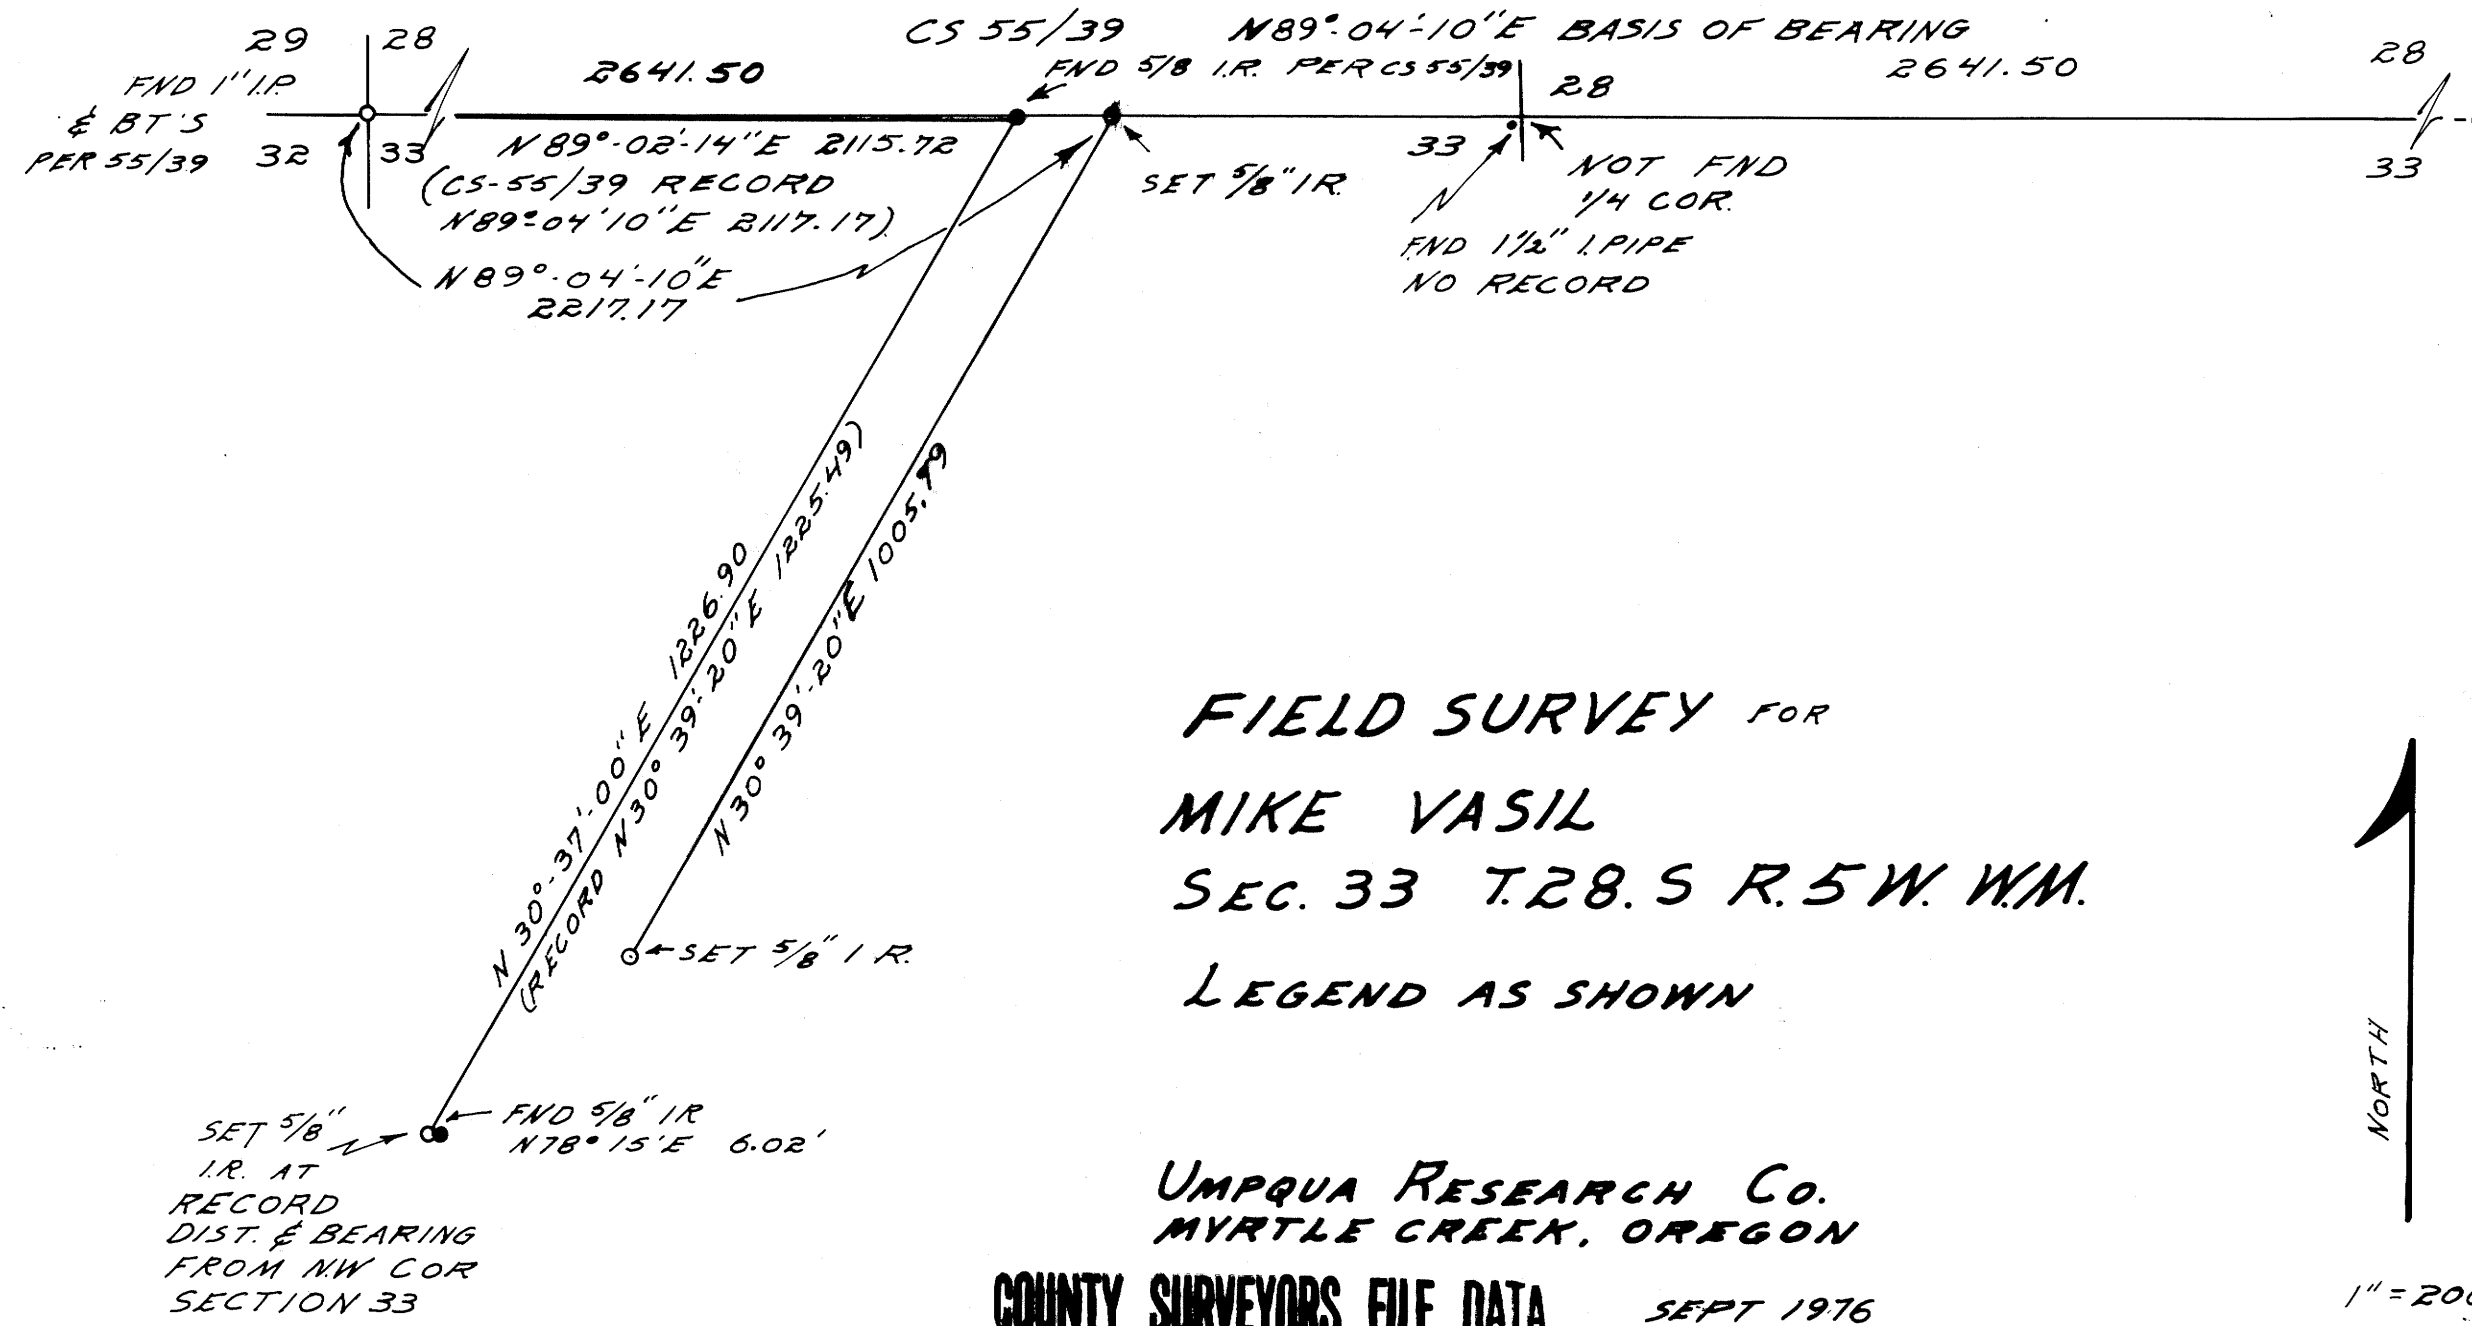 29 28
CS 55/39 N89°-04'-10"E BASIS OF BEARING
28
FND 1" I.P.
& BT'S
PER 55/39
32 33
2641.50
FND 5/8 I.R. PER CS 55/39
28
2641.50
33
N 89°-02'-14"E 2115.72
(CS-55/39 RECORD
N89°04'10"E 2117.17)
N89°-04'-10"E
2217.17
SET 5/8" I R.
33
NOT FND
1/4 COR.
FND 1 1/2" I. PIPE
NO RECORD
N 30°-37'-00" E 1226.90
(RECORD N30° 39'-20"E 1225.49)
N30° 39'-20"E 1005.79
SET 5/8" I R.
FND 5/8" IR
N78° 15'E 6.02'
SET 5/8"
I.R. AT
RECORD
DIST. & BEARING
FROM NW COR
SECTION 33
FIELD SURVEY FOR
MIKE VASIL
SEC. 33 T.28. S R. 5 W. W.M.
LEGEND AS SHOWN
UMPQUA RESEARCH CO.
MYRTLE CREEK, OREGON
COUNTY SURVEYORS FILE DATA
SEPT 1976
NORTH